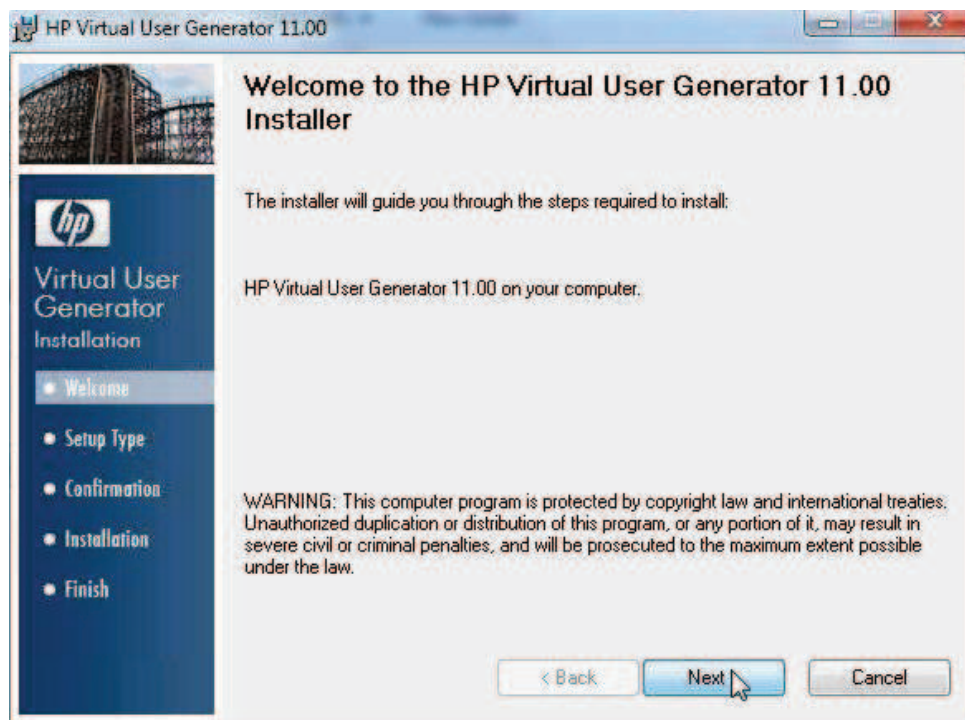 HP Virtual User Generator 11.00
Welcome to the HP Virtual User Generator 11.00
Installer
The installer will guide you through the steps required to install:
HP Virtual User Generator 11.00 on your computer.
WARNING: This computer program is protected by copyright law and international treaties.
Unauthorized duplication or distribution of this program, or any portion of it, may result in
severe civil or criminal penalties, and will be prosecuted to the maximum extent possible
under the law.
hp
Virtual User
Generator
Installation
Welcome
Setup Type
Confirmation
Installation
Finish
< Back
Next
Cancel